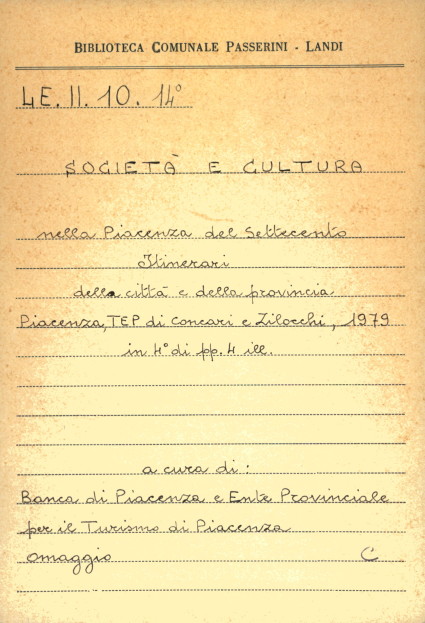 BIBLIOTECA COMUNALE PASSERINI - LANDI
LE. II. 10. 14°
SOCIETÀ E CULTURA
nella Piacenza del Settecento
Itinerari
della città e della provincia
Piacenza, TEP di Concari e Zilocchi, 1979
in 4° di pp. 4 ill.
a cura di:
Banca di Piacenza e Ente Provinciale
per il Turismo di Piacenza
omaggio C